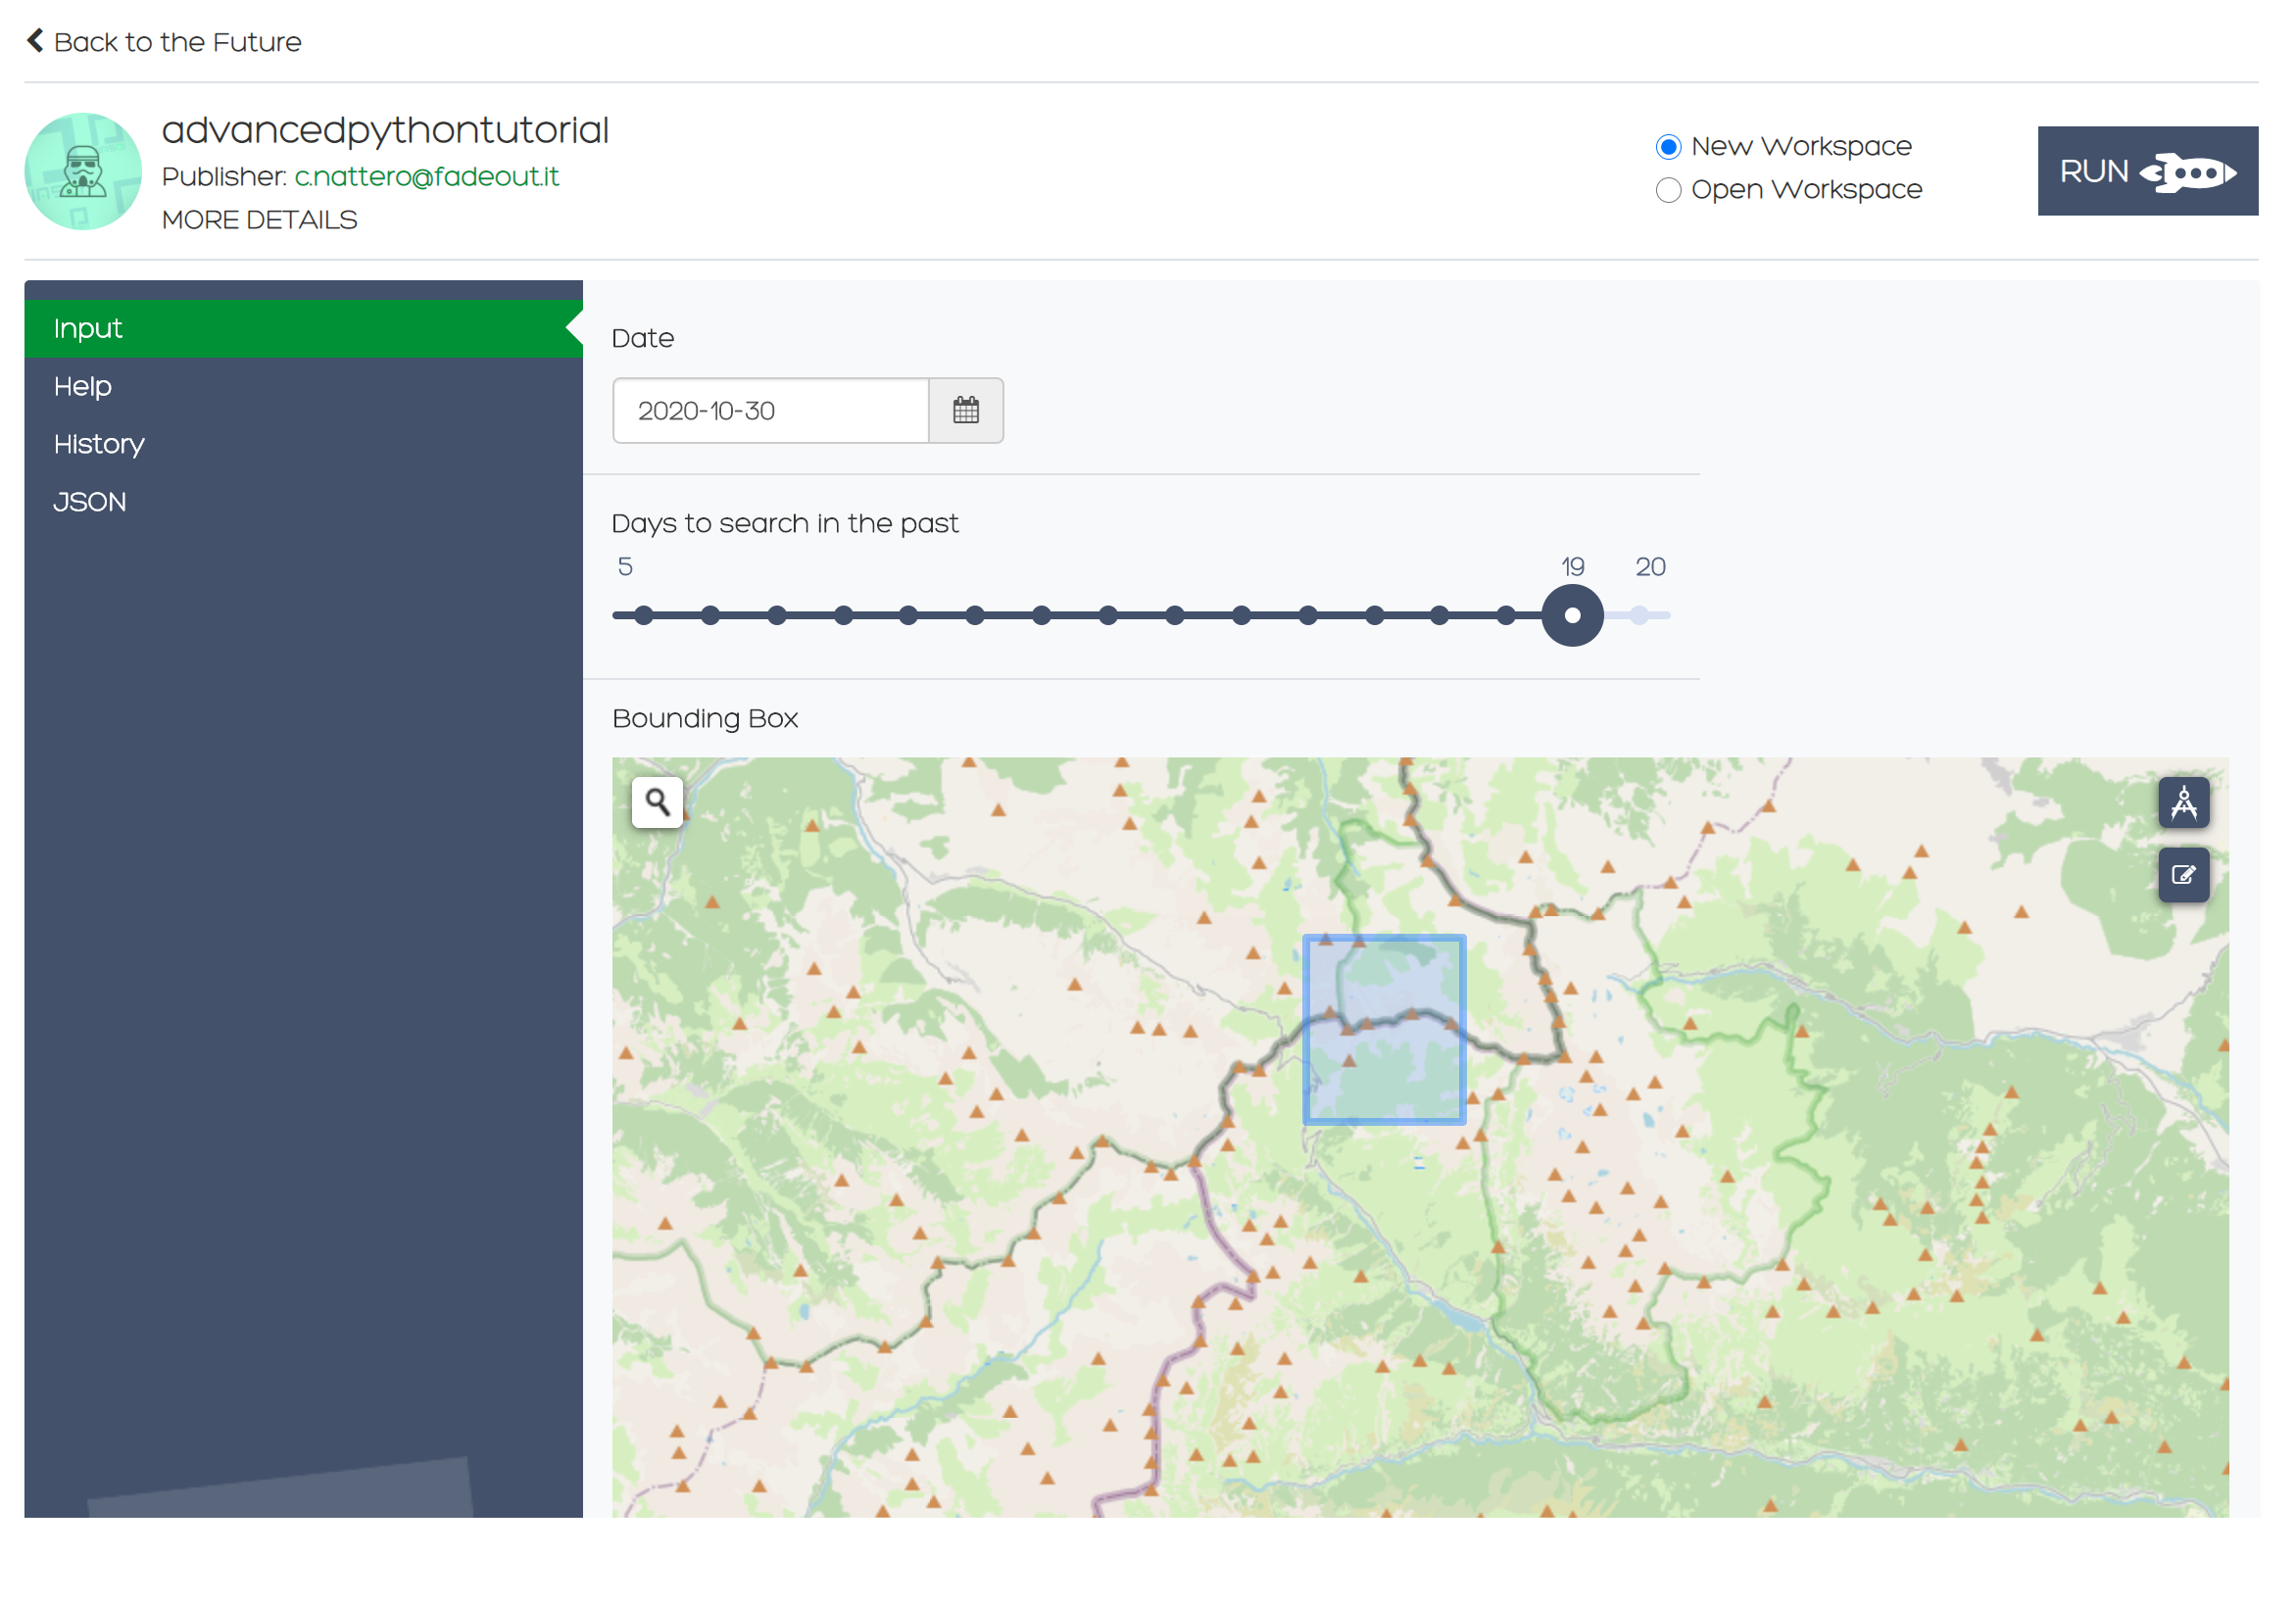 Back to the Future
advancedpythontutorial
Publisher: c.nattero@fadeout.it
MORE DETAILS
New Workspace
Open Workspace
RUN
Input
Help
History
JSON
Date
2020-10-30
Days to search in the past
5 19 20
Bounding Box